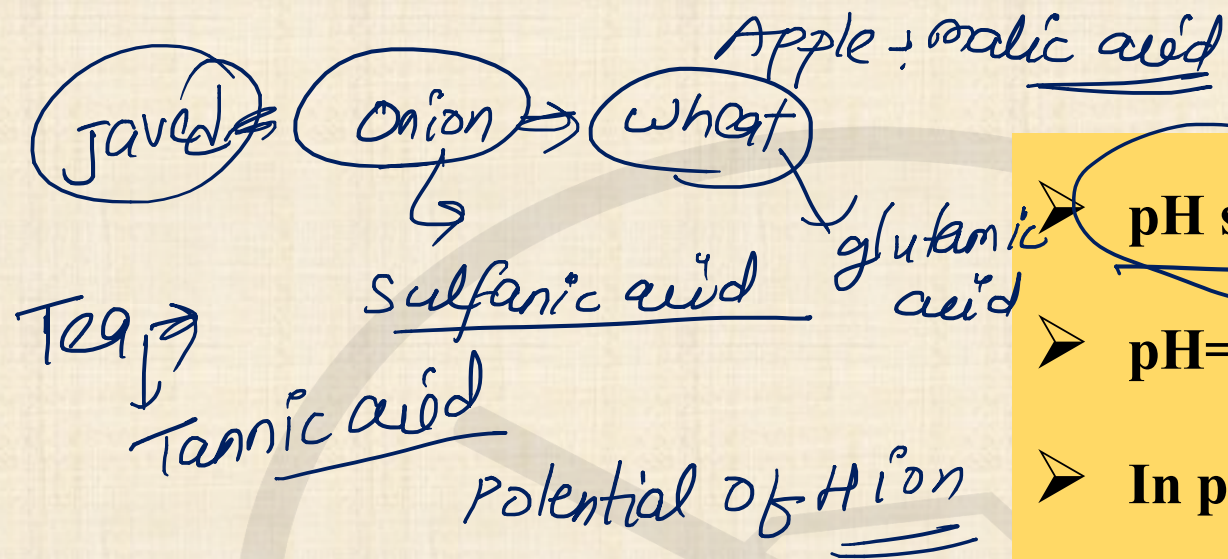 Apple → malic acid
Javed ⇒ Onion ⇒ Wheat
glutamic acid
sulfanic acid
Tea →
Tannic acid
Potential Of H ion
➢ pH s
➢ pH=
➢ In p